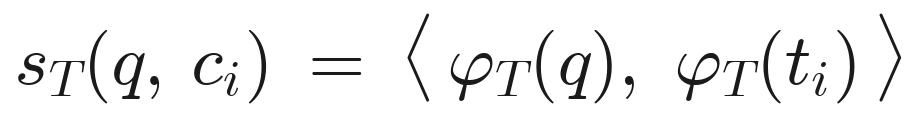 s_T(q, c_i) = ⟨ φ_T(q), φ_T(t_i) ⟩